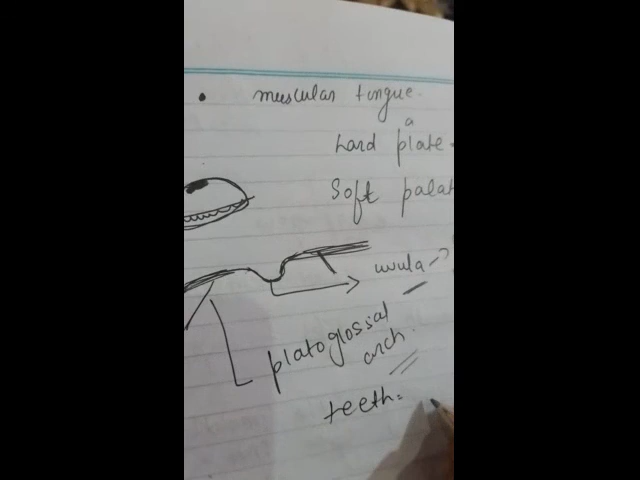 muscular tongue.
a
hard plate
Soft palat
uvula
platoglossal
arch.
teeth: